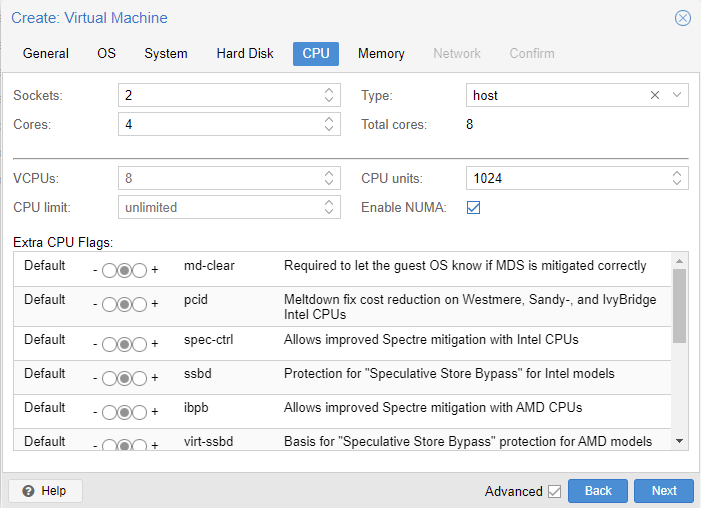 Create: Virtual Machine
General OS System Hard Disk CPU Memory Network Confirm
Sockets: 2 Type: host
Cores: 4 Total cores: 8
VCPUs: 8 CPU units: 1024
CPU limit: unlimited Enable NUMA:
Extra CPU Flags:
Default - + md-clear Required to let the guest OS know if MDS is mitigated correctly
Default - + pcid Meltdown fix cost reduction on Westmere, Sandy-, and IvyBridge
Intel CPUs
Default - + spec-ctrl Allows improved Spectre mitigation with Intel CPUs
Default - + ssbd Protection for "Speculative Store Bypass" for Intel models
Default - + ibpb Allows improved Spectre mitigation with AMD CPUs
Default - + virt-ssbd Basis for "Speculative Store Bypass" protection for AMD models
Help Advanced Back Next